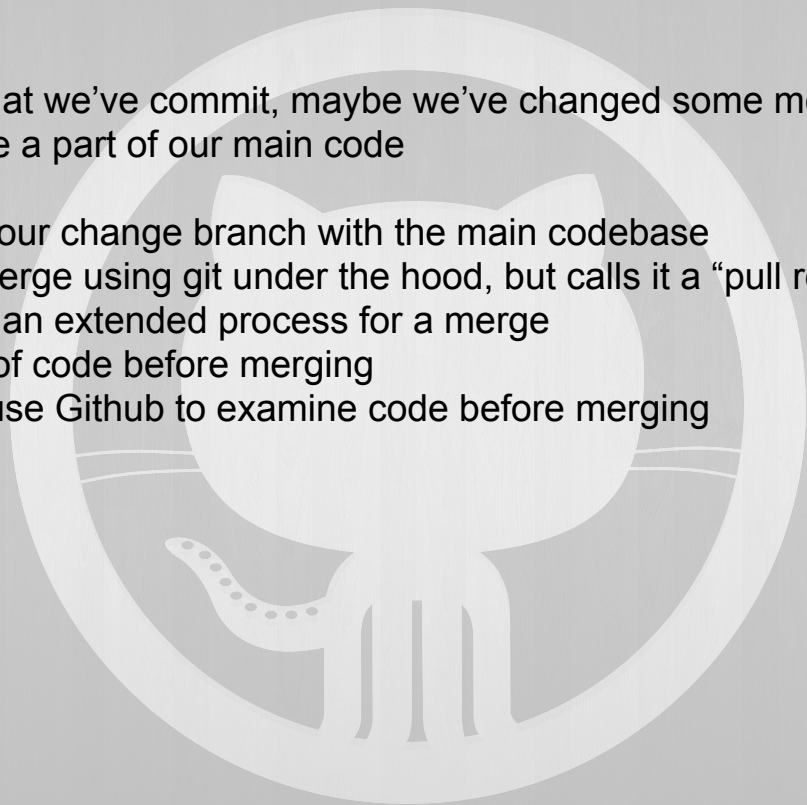 at we’ve commit, maybe we’ve changed some
a part of our main code
our change branch with the main codebase
using git under the hood, but calls it a “pull
an extended process for a merge
of code before merging
use Github to examine code before merging